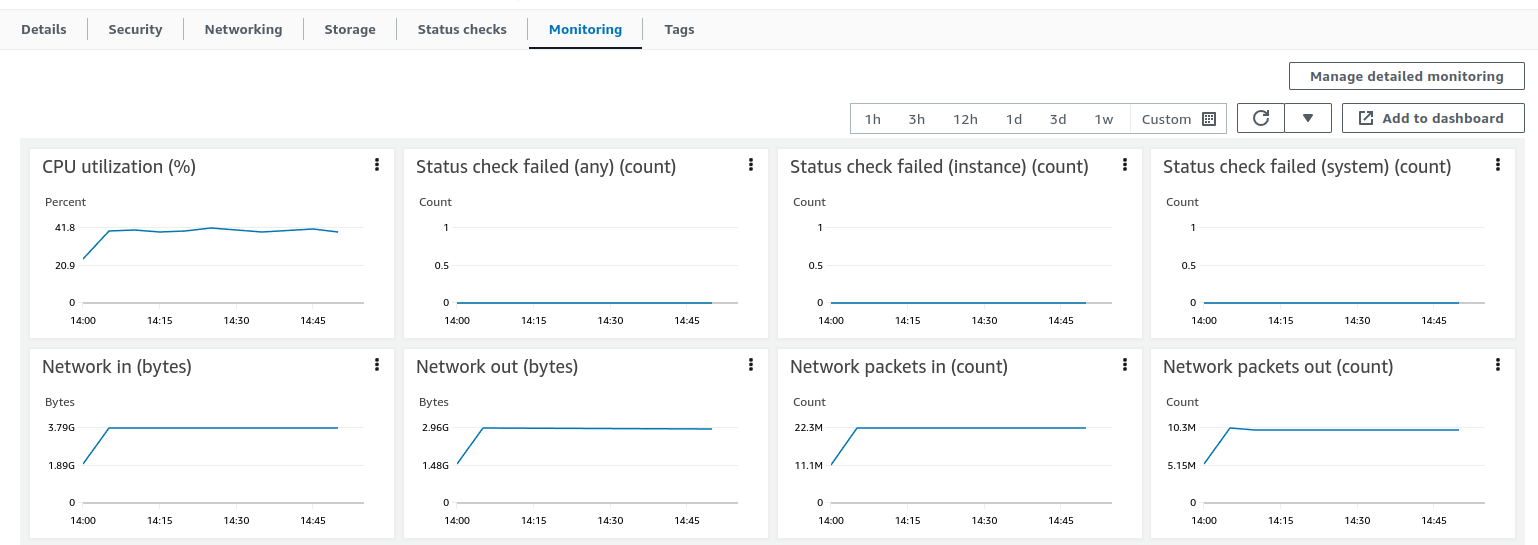 Details Security Networking Storage Status checks Monitoring Tags
Manage detailed monitoring
1h 3h 12h 1d 3d 1w Custom Add to dashboard
CPU utilization (%)
Percent
41.8
20.9
0
14:00 14:15 14:30 14:45
Status check failed (any) (count)
Count
1
0.5
0
14:00 14:15 14:30 14:45
Status check failed (instance) (count)
Count
1
0.5
0
14:00 14:15 14:30 14:45
Status check failed (system) (count)
Count
1
0.5
0
14:00 14:15 14:30 14:45
Network in (bytes)
Bytes
3.79G
1.89G
0
14:00 14:15 14:30 14:45
Network out (bytes)
Bytes
2.96G
1.48G
0
14:00 14:15 14:30 14:45
Network packets in (count)
Count
22.3M
11.1M
0
14:00 14:15 14:30 14:45
Network packets out (count)
Count
10.3M
5.15M
0
14:00 14:15 14:30 14:45